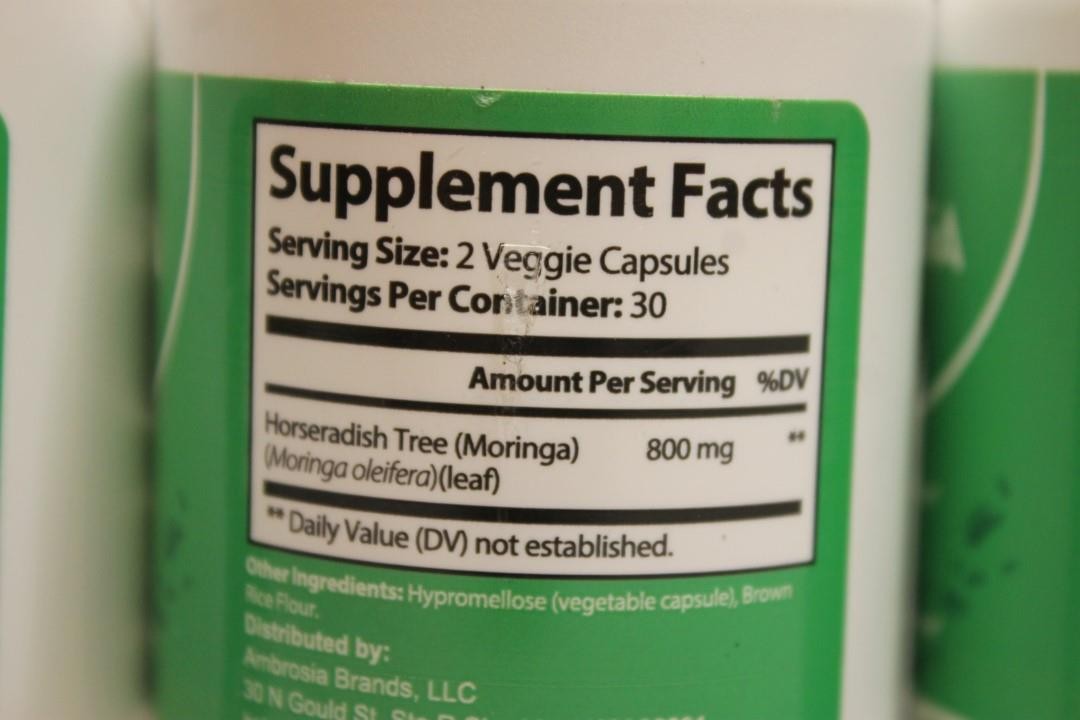 Supplement Facts
Serving Size: 2 Veggie Capsules
Servings Per Container: 30
Amount Per Serving %DV
Horseradish Tree (Moringa) 800 mg **
(Moringa oleifera)(leaf)
** Daily Value (DV) not established.
Other Ingredients: Hypromellose (vegetable capsule), Brown
Rice Flour.
Distributed by:
Ambrosia Brands, LLC
30 N Gould St, Ste R